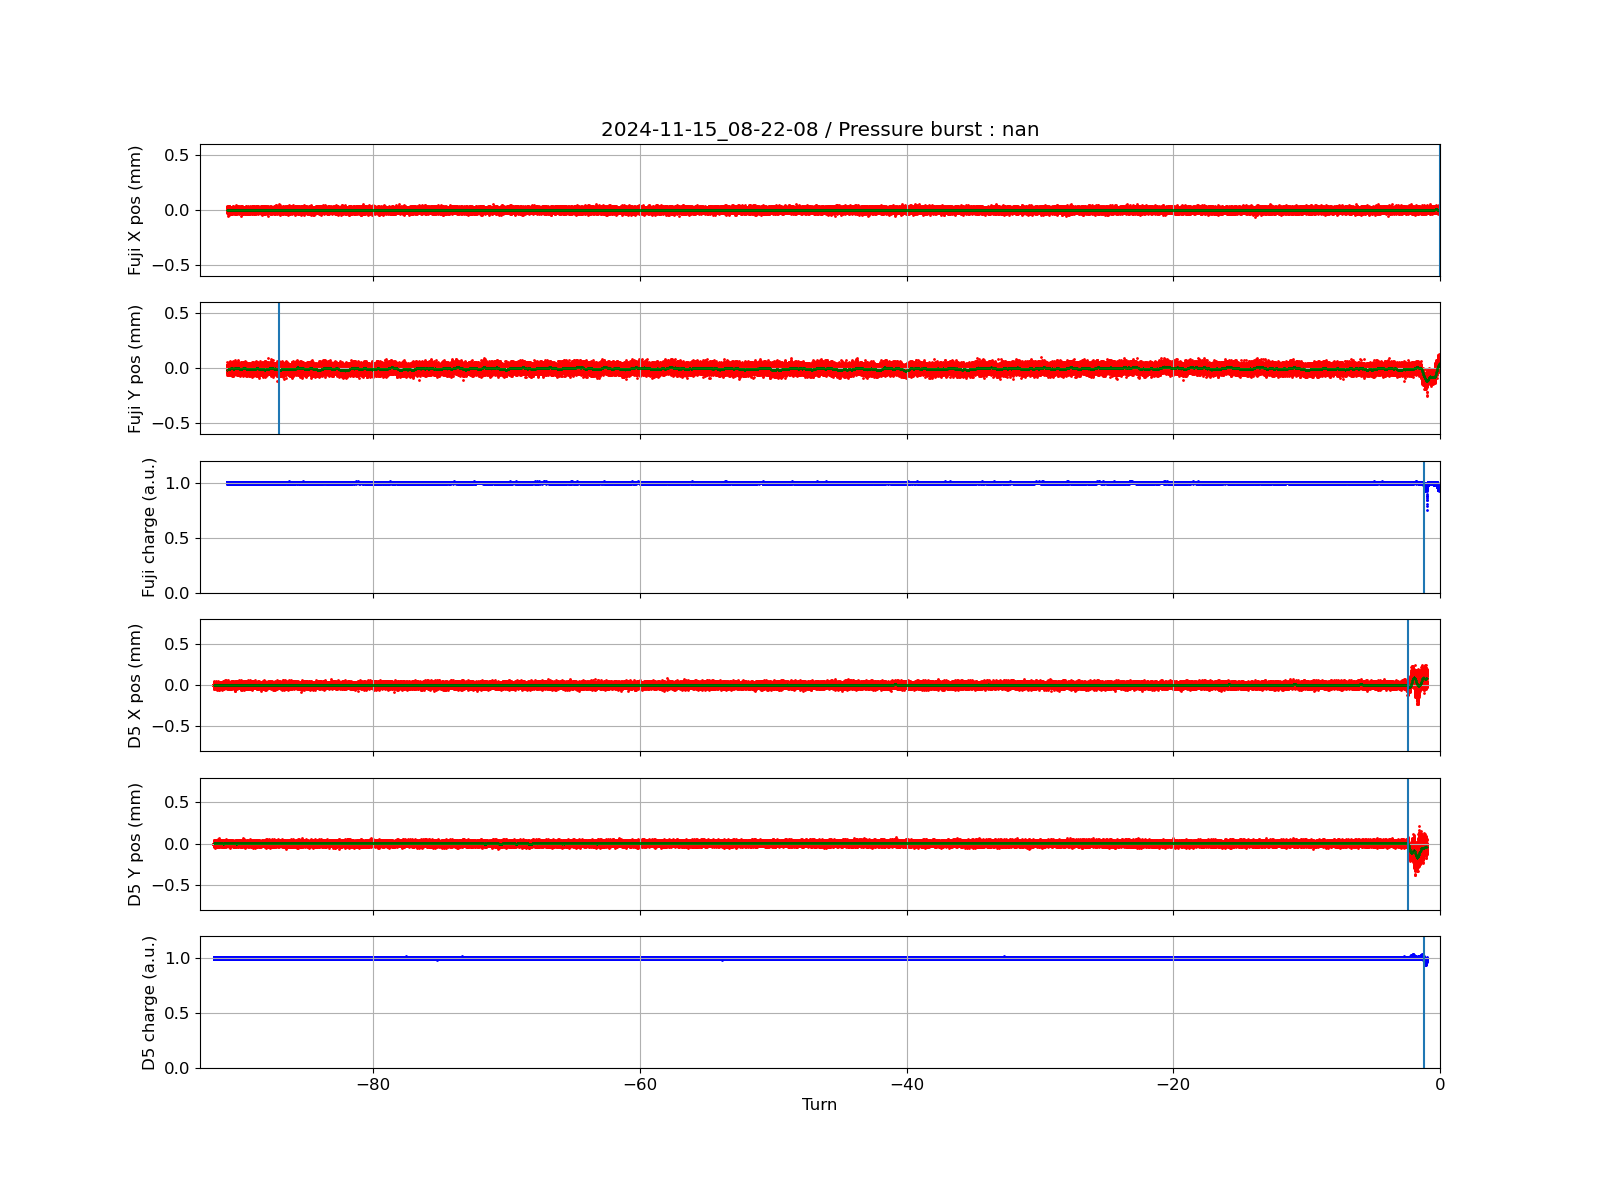 2024-11-15_08-22-08 / Pressure burst : nan
Fuji X pos (mm)
0.5
0.0
−0.5
Fuji Y pos (mm)
0.5
0.0
−0.5
Fuji charge (a.u.)
1.0
0.5
0.0
D5 X pos (mm)
0.5
0.0
−0.5
D5 Y pos (mm)
0.5
0.0
−0.5
D5 charge (a.u.)
1.0
0.5
0.0
−80 −60 −40 −20 0
Turn